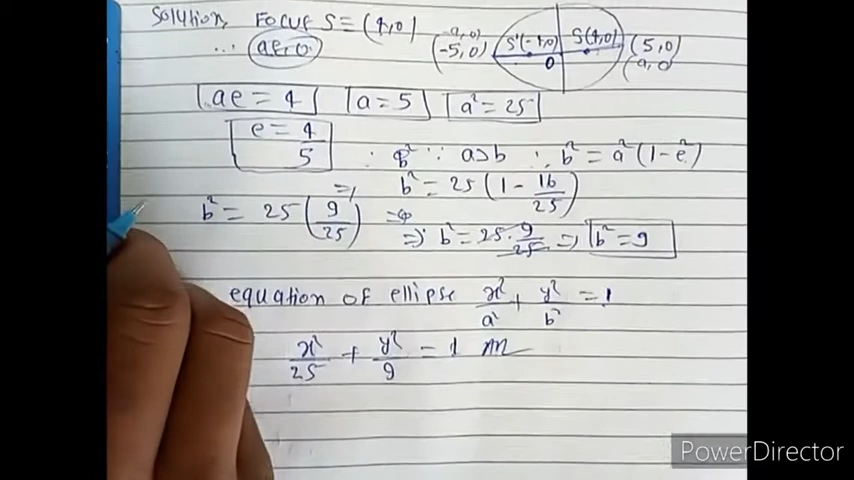 Solution, Focus S = (4,0)
∴ (ae,0)
-a,0)
(-5,0) S'(-4,0) S(4,0) (5,0)
0 (a,0
ae = 4 a = 5 a² = 25
e = 4/5
∵ a>b ∴ b² = a²(1-e²)
b² = 25(1 - 16/25)
b² = 25(9/25) ⇒ b² = 25·9/25 ⇒ b² = 9
equation of ellipse x²/a² + y²/b² = 1
x²/25 + y²/9 = 1
PowerDirector